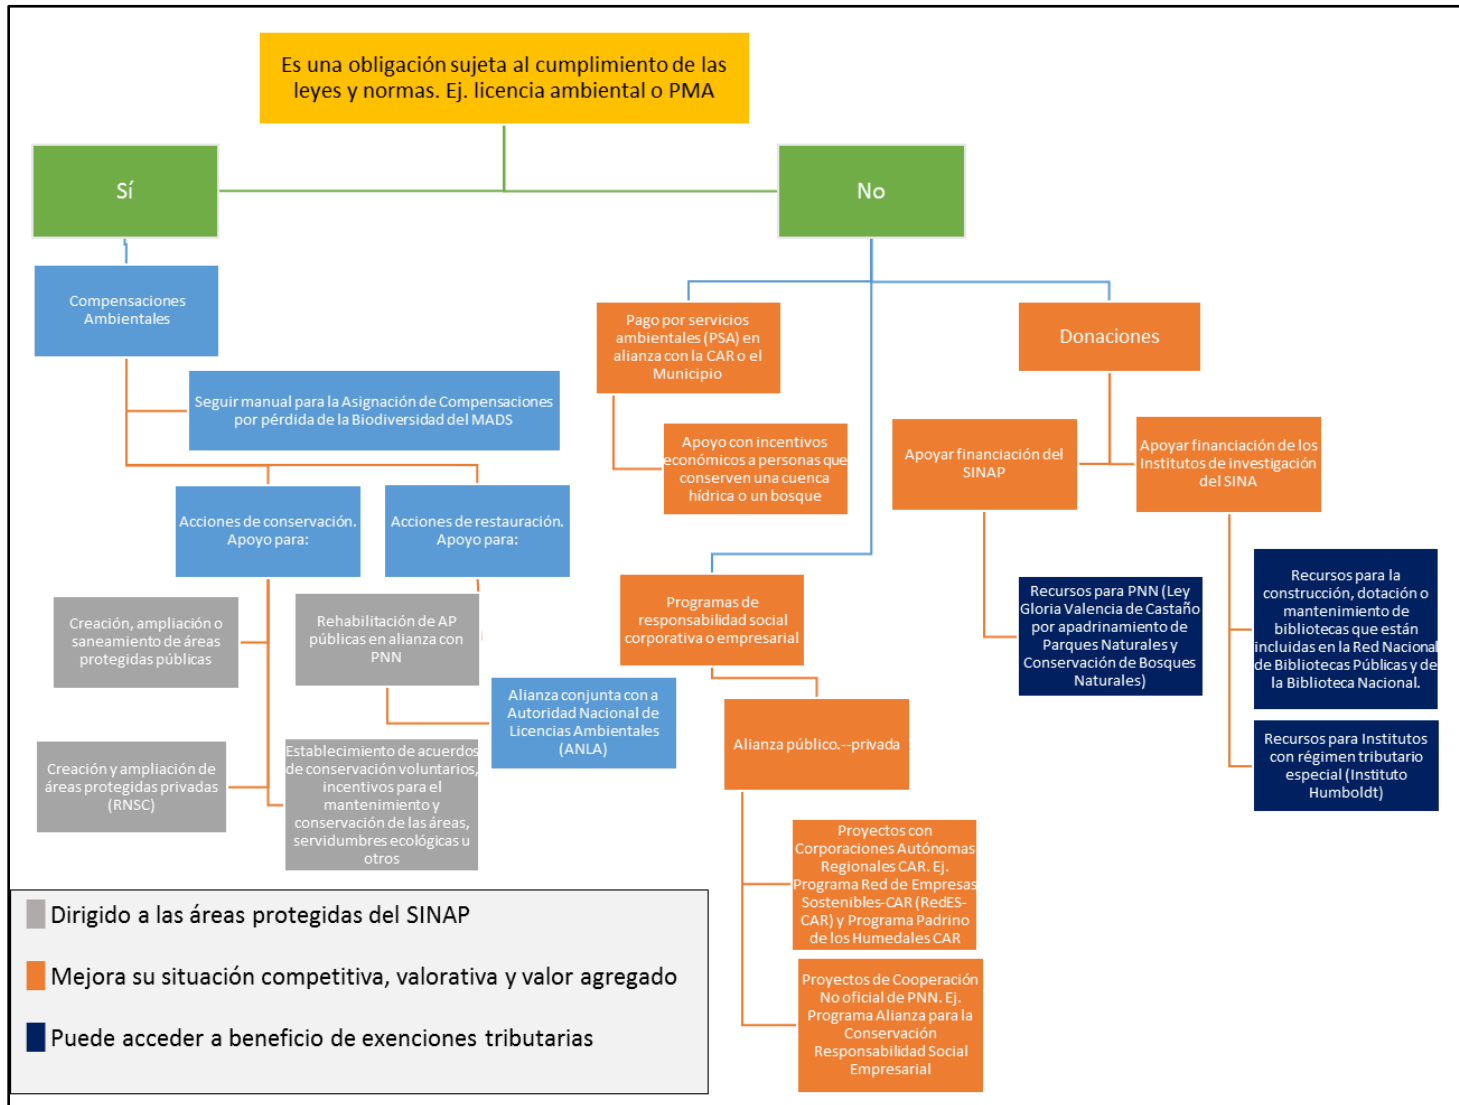 Es una obligación sujeta al cumplimiento de las
leyes y normas. Ej. licencia ambiental o PMA
Sí
No
Compensaciones
Ambientales
Seguir manual para la Asignación de Compensaciones
por pérdida de la Biodiversidad del MADS
Acciones de conservación.
Apoyo para:
Acciones de restauración.
Apoyo para:
Creación, ampliación o
saneamiento de áreas
protegidas públicas
Rehabilitación de AP
públicas en alianza con
PNN
Alianza conjunta con a
Autoridad Nacional de
Licencias Ambientales
(ANLA)
Creación y ampliación de
áreas protegidas privadas
(RNSC)
Establecimiento de acuerdos
de conservación voluntarios,
incentivos para el
mantenimiento y
conservación de las áreas,
servidumbres ecológicas u
otros
Pago por servicios
ambientales (PSA) en
alianza con la CAR o el
Municipio
Apoyo con incentivos
económicos a personas que
conserven una cuenca
hídrica o un bosque
Programas de
responsabilidad social
corporativa o empresarial
Alianza público.--privada
Proyectos con
Corporaciones Autónomas
Regionales CAR. Ej.
Programa Red de Empresas
Sostenibles-CAR (RedES-
CAR) y Programa Padrino
de los Humedales CAR
Proyectos de Cooperación
No oficial de PNN. Ej.
Programa Alianza para la
Conservación
Responsabilidad Social
Empresarial
Donaciones
Apoyar financiación del
SINAP
Apoyar financiación de los
Institutos de investigación
del SINA
Recursos para PNN (Ley
Gloria Valencia de Castaño
por apadrinamiento de
Parques Naturales y
Conservación de Bosques
Naturales)
Recursos para la
construcción, dotación o
mantenimiento de
bibliotecas que están
incluidas en la Red Nacional
de Bibliotecas Públicas y de
la Biblioteca Nacional.
Recursos para Institutos
con régimen tributario
especial (Instituto
Humboldt)
Dirigido a las áreas protegidas del SINAP
Mejora su situación competitiva, valorativa y valor agregado
Puede acceder a beneficio de exenciones tributarias